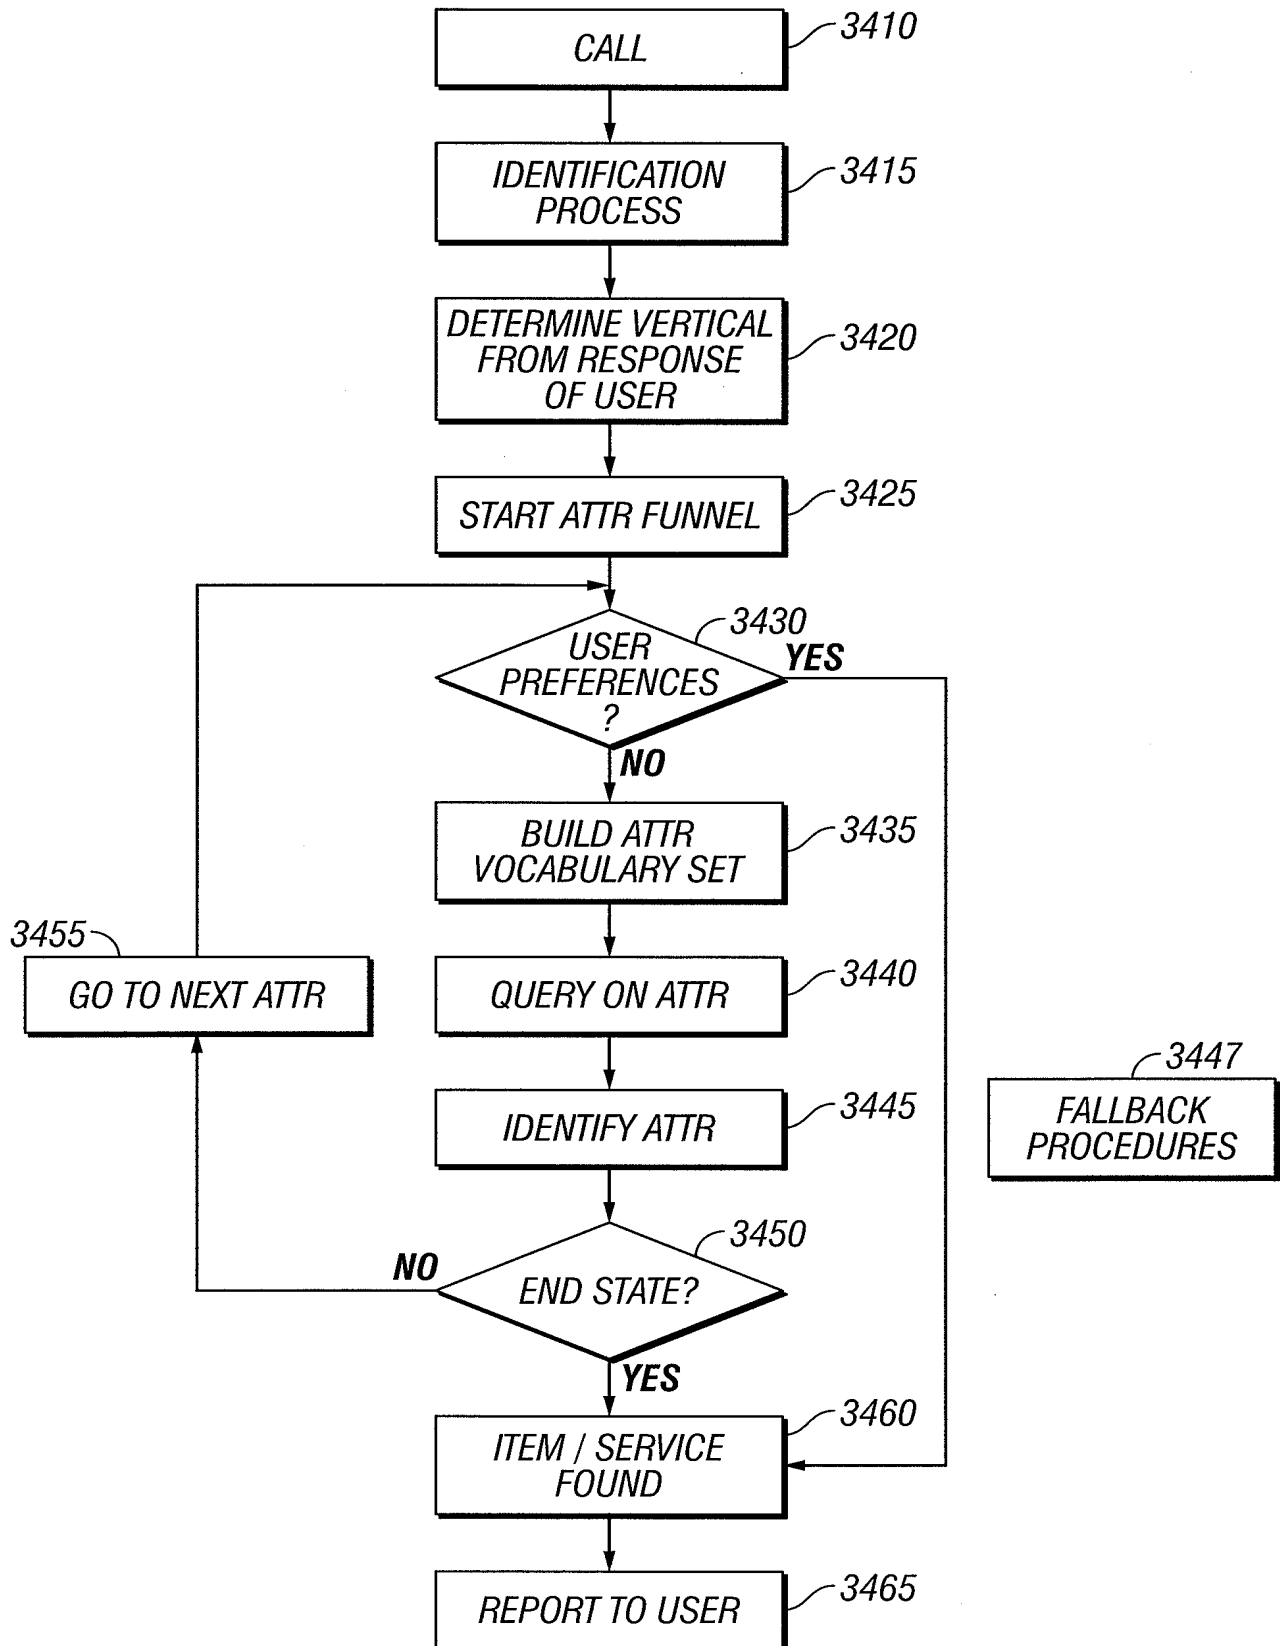 CALL
3410
IDENTIFICATION
PROCESS
3415
DETERMINE VERTICAL
FROM RESPONSE
OF USER
3420
START ATTR FUNNEL
3425
3430
USER
PREFERENCES
?
YES
NO
BUILD ATTR
VOCABULARY SET
3435
3455
GO TO NEXT ATTR
QUERY ON ATTR
3440
IDENTIFY ATTR
3445
3447
FALLBACK
PROCEDURES
3450
END STATE?
NO
YES
ITEM / SERVICE
FOUND
3460
REPORT TO USER
3465